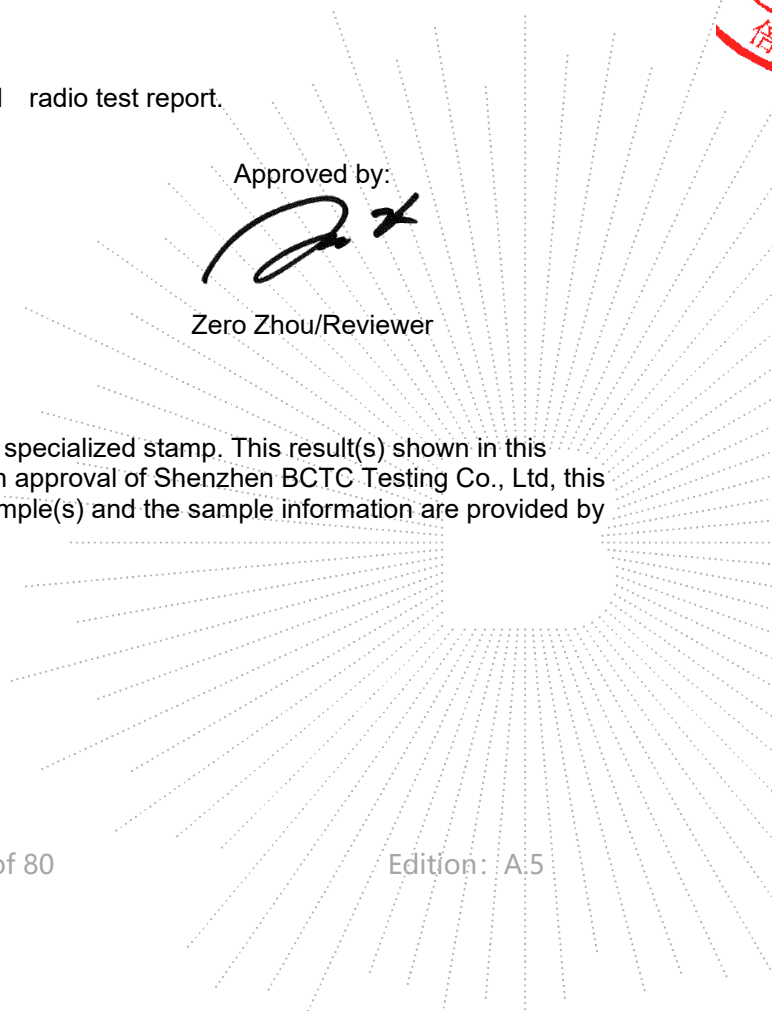 radio test report.
Approved by:
Zero Zhou/Reviewer
specialized stamp. This result(s) shown in this
approval of Shenzhen BCTC Testing Co., Ltd, this
mple(s) and the sample information are provided by
of 80 Edition：A.5